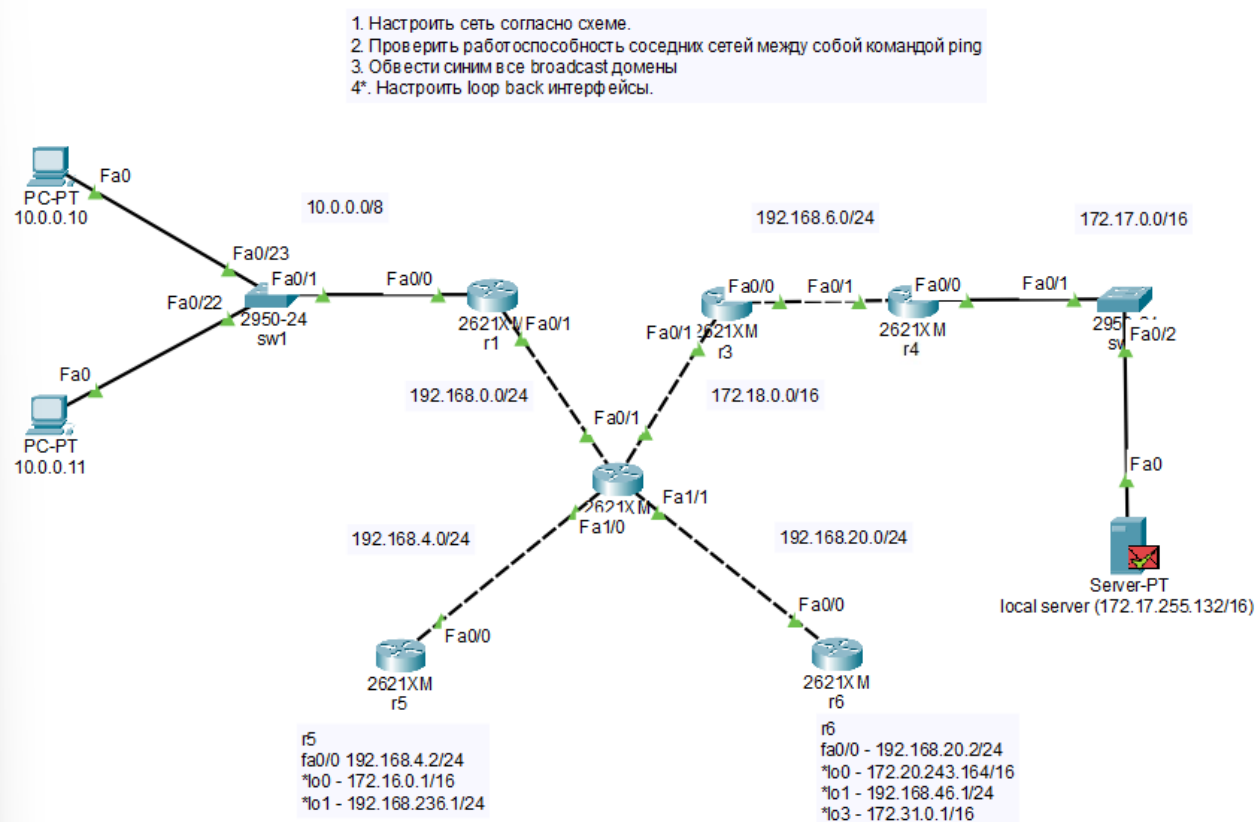 1. Настроить сеть согласно схеме.
2. Проверить работоспособность соседних сетей между собой командой ping
3. Обвести синим все broadcast домены
4*. Настроить loop back интерфейсы.
Fa0
PC-PT
10.0.0.10
10.0.0.0/8
192.168.6.0/24
172.17.0.0/16
Fa0/23
Fa0/1
Fa0/0
Fa0/22
2950-24
sw1
2621XM
r1
Fa0/1
Fa0/0
Fa0/1
Fa0/1
2621XM
r3
Fa0/0
Fa0/1
2621XM
r4
sw
Fa0/2
Fa0
PC-PT
10.0.0.11
192.168.0.0/24
172.18.0.0/16
Fa0/1
2621XM
Fa1/0
Fa1/1
Fa0
192.168.4.0/24
192.168.20.0/24
Server-PT
local server (172.17.255.132/16)
Fa0/0
Fa0/0
2621XM
r5
2621XM
r6
r5
fa0/0 192.168.4.2/24
*lo0 - 172.16.0.1/16
*lo1 - 192.168.236.1/24
r6
fa0/0 - 192.168.20.2/24
*lo0 - 172.20.243.164/16
*lo1 - 192.168.46.1/24
*lo3 - 172.31.0.1/16